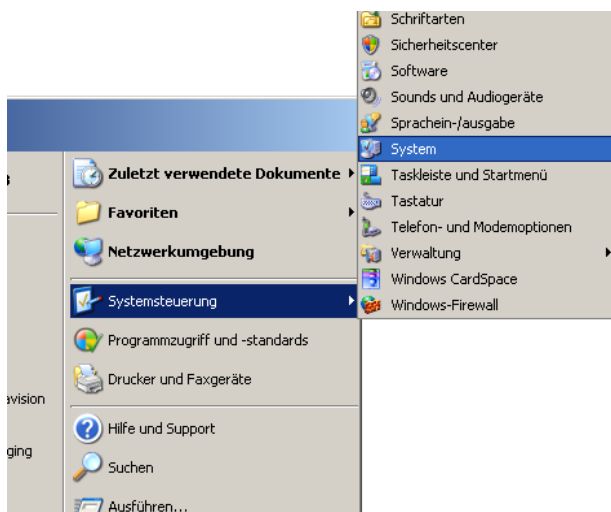 Zuletzt verwendete Dokumente
Favoriten
Netzwerkumgebung
Systemsteuerung
Programmzugriff und -standards
Drucker und Faxgeräte
Hilfe und Support
Suchen
Ausführen...
avision
ging
Schriftarten
Sicherheitscenter
Software
Sounds und Audiogeräte
Sprachein-/ausgabe
System
Taskleiste und Startmenü
Tastatur
Telefon- und Modemoptionen
Verwaltung
Windows CardSpace
Windows-Firewall